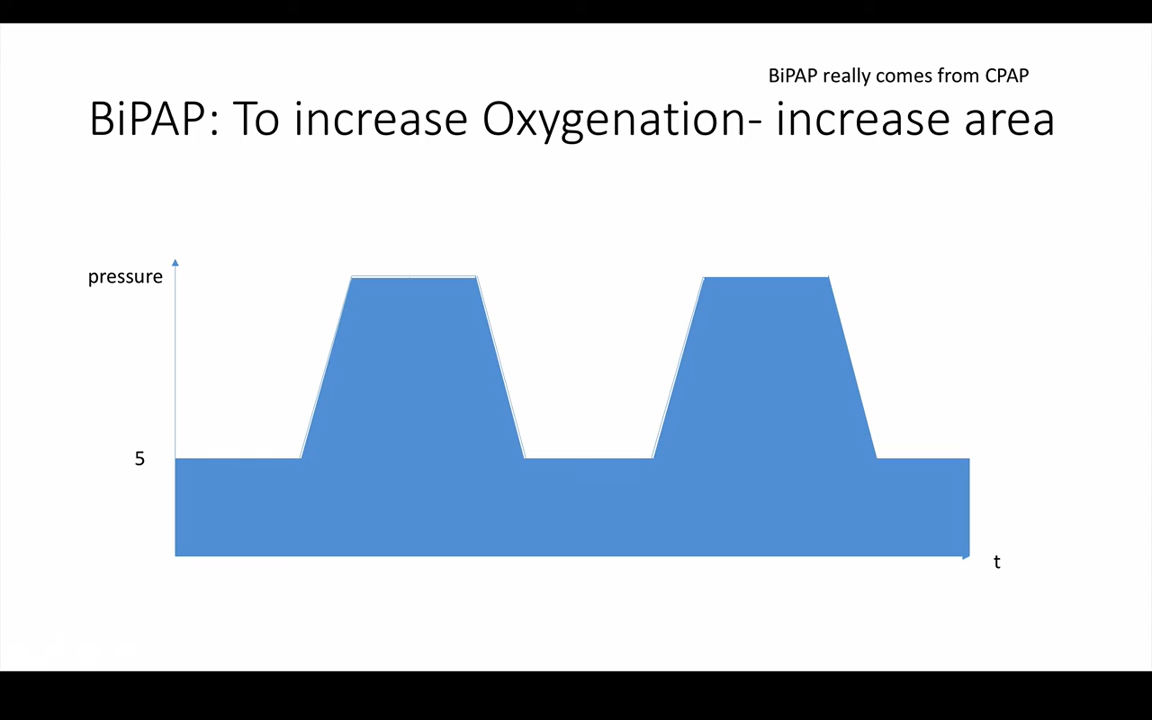 BiPAP really comes from CPAP
BiPAP: To increase Oxygenation- increase area
pressure
5
t